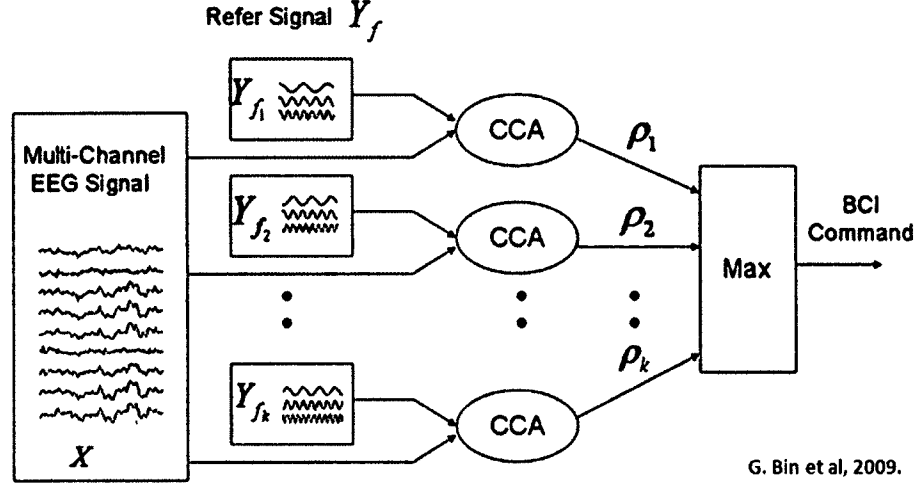 Refer Signal Y_f
Multi-Channel
EEG Signal
X
Y_f₁
CCA
ρ₁
Y_f₂
CCA
ρ₂
Y_fₖ
CCA
ρₖ
Max
BCI
Command
G. Bin et al, 2009.